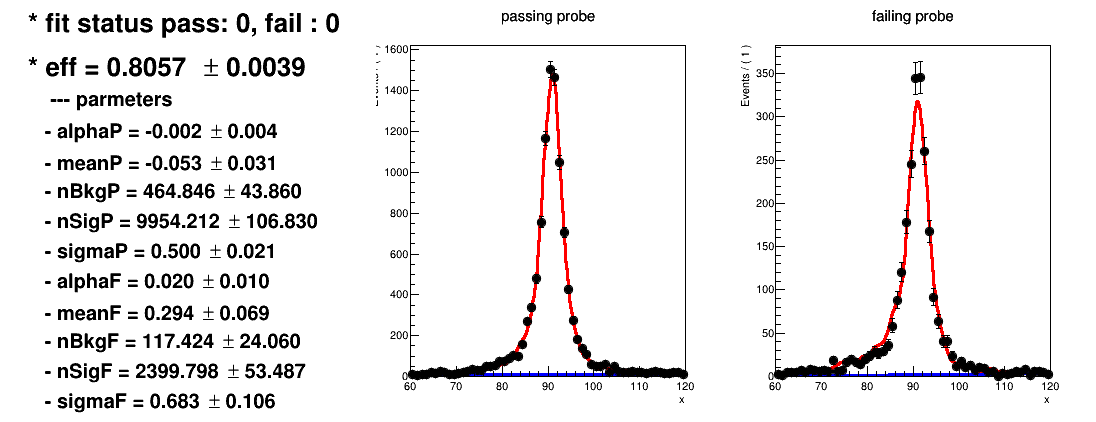 * fit status pass: 0, fail : 0
* eff = 0.8057 ± 0.0039
--- parmeters
- alphaP = -0.002 ± 0.004
- meanP = -0.053 ± 0.031
- nBkgP = 464.846 ± 43.860
- nSigP = 9954.212 ± 106.830
- sigmaP = 0.500 ± 0.021
- alphaF = 0.020 ± 0.010
- meanF = 0.294 ± 0.069
- nBkgF = 117.424 ± 24.060
- nSigF = 2399.798 ± 53.487
- sigmaF = 0.683 ± 0.106
passing probe
1600
1400
1200
1000
800
600
400
200
0
60 70 80 90 100 110 120
x
failing probe
Events / ( 1 )
350
300
250
200
150
100
50
0
60 70 80 90 100 110 120
x